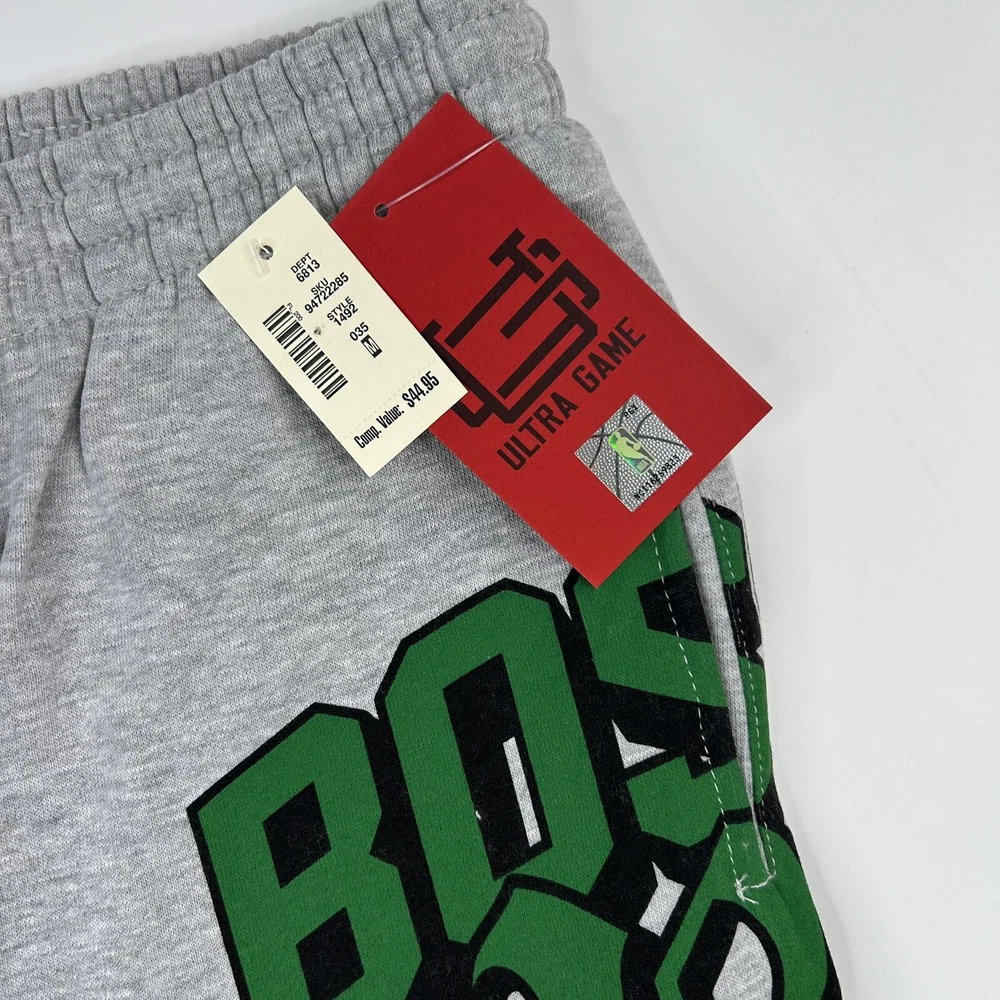 DEPT
6813
SKU
94722285
STYLE
1492
035
M
Comp. Value: $44.95
ULTRA GAME
BOS